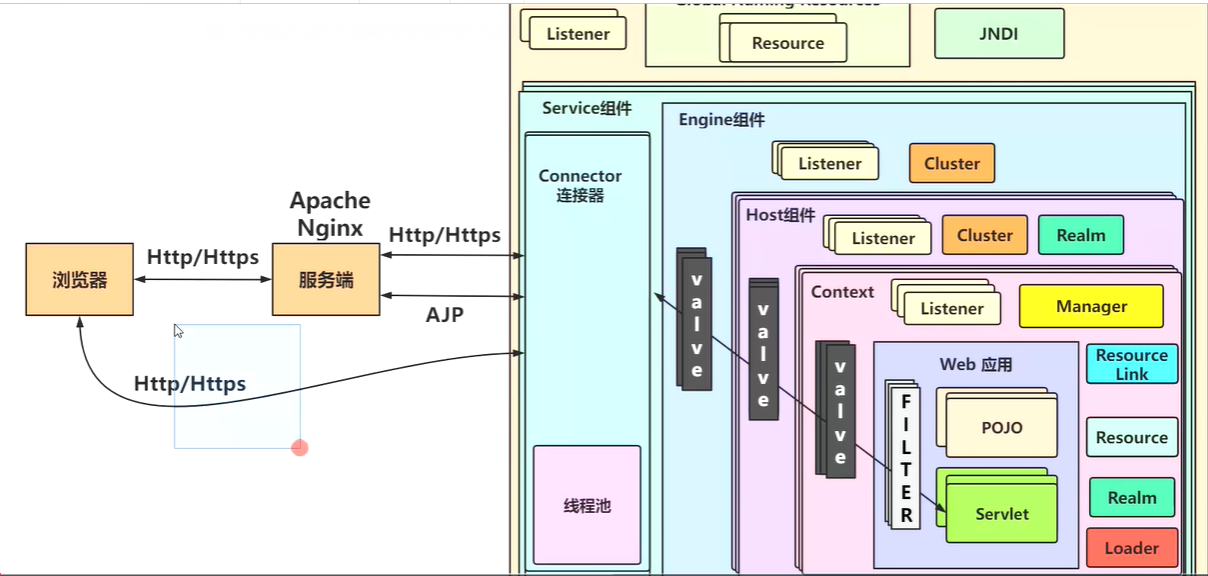 Global Naming Resources
Listener
Resource
JNDI
Service组件
Engine组件
Connector
连接器
Listener
Cluster
Apache
Nginx
Host组件
Listener
Cluster
Realm
Http/Https
Http/Https
浏览器
服务端
AJP
Context
Listener
Manager
valve
valve
valve
Web 应用
Resource
Link
Http/Https
FILTER
POJO
Resource
线程池
Servlet
Realm
Loader